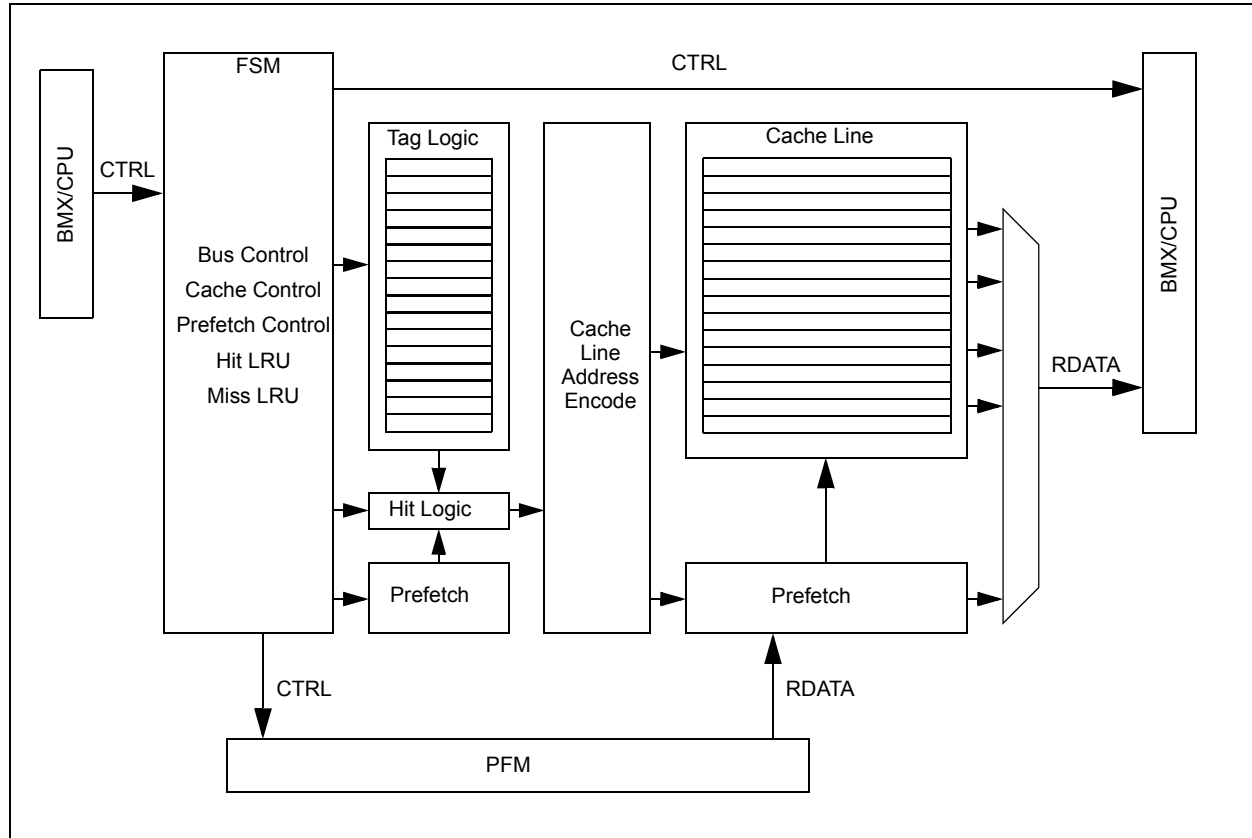 FSM
CTRL
BMX/CPU
CTRL
Tag Logic
Cache Line
BMX/CPU
Bus Control
Cache Control
Prefetch Control
Hit LRU
Miss LRU
Cache
Line
Address
Encode
RDATA
Hit Logic
Prefetch
Prefetch
CTRL
RDATA
PFM